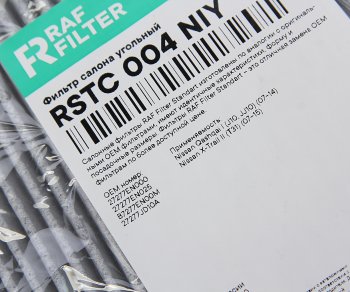 RAF
FILTER
Фильтр салона угольный
RSTC 004 NIY
Салонные фильтры RAF Filter Standart изготовлены по аналогии с оригиналь-
ными OEM фильтрами, имеют идентичные характеристики, форму и
посадочные размеры. Фильтры RAF Filter Standart - это отличная замена OEM
фильтрам по более доступной цене.
OEM номер
27277EN000
27277EN025
B7277EN00M
27277JD10A
Применяемость
Nissan Qashqai (J10, JJ10) (07-14)
Nissan X-Trail II (T31) (07-15)